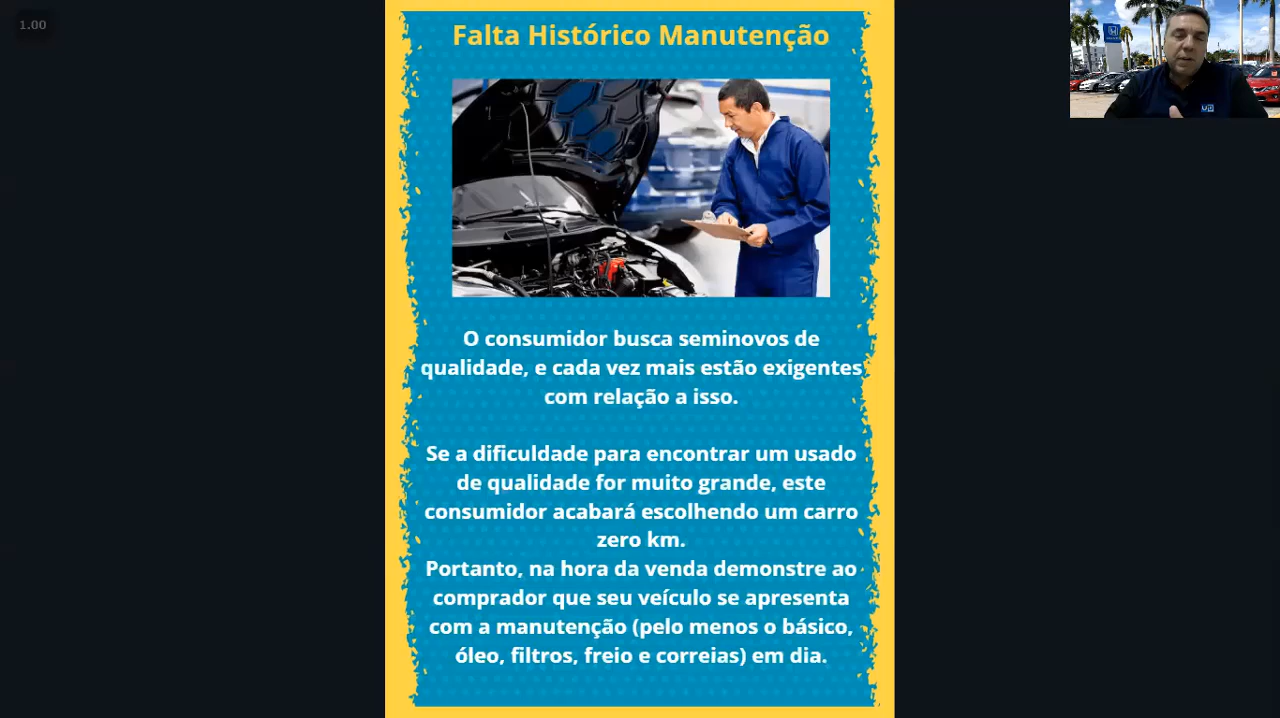 1.00
Falta Histórico Manutenção
O consumidor busca seminovos de
qualidade, e cada vez mais estão exigentes
com relação a isso.
Se a dificuldade para encontrar um usado
de qualidade for muito grande, este
consumidor acabará escolhendo um carro
zero km.
Portanto, na hora da venda demonstre ao
comprador que seu veículo se apresenta
com a manutenção (pelo menos o básico,
óleo, filtros, freio e correias) em dia.